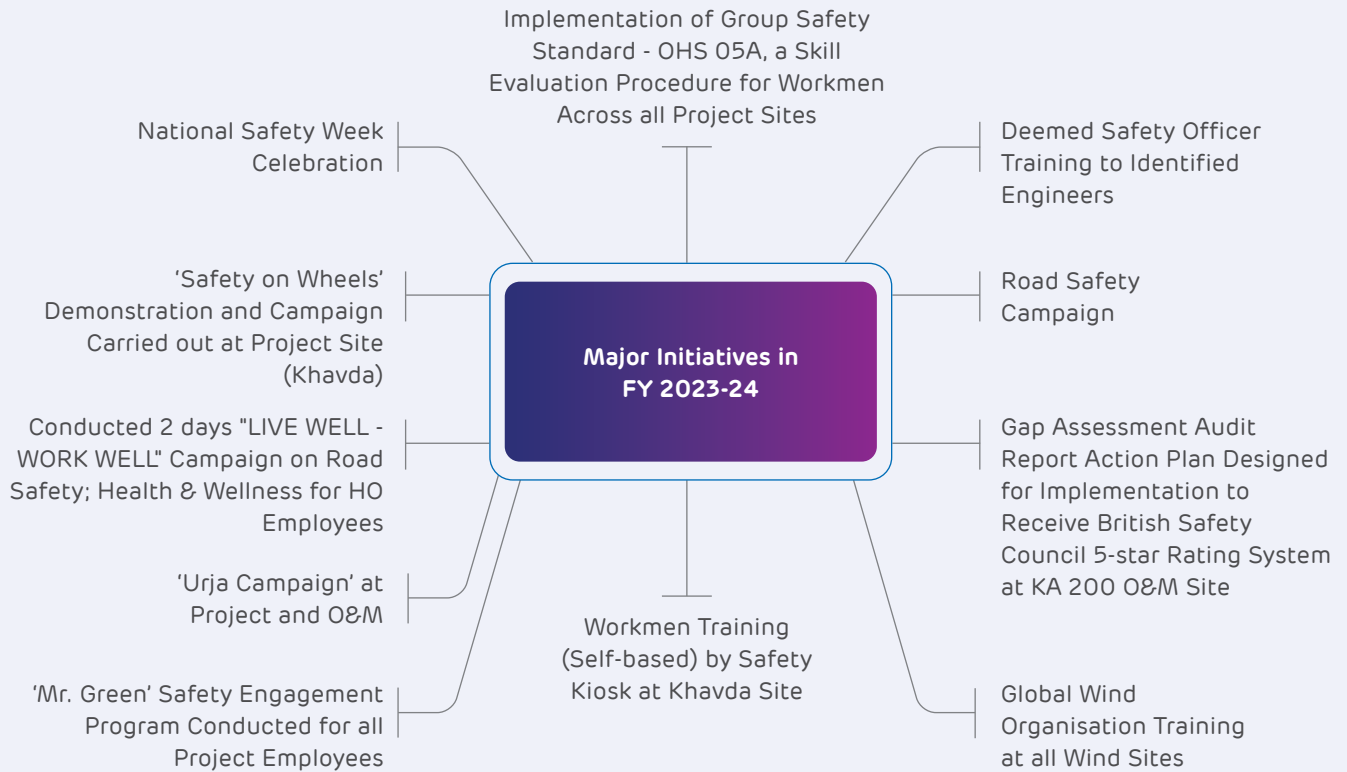 Implementation of Group Safety
Standard - OHS 05A, a Skill
Evaluation Procedure for Workmen
Across all Project Sites
National Safety Week
Celebration
Deemed Safety Officer
Training to Identified
Engineers
'Safety on Wheels'
Demonstration and Campaign
Carried out at Project Site
(Khavda)
Road Safety
Campaign
Major Initiatives in
FY 2023-24
Conducted 2 days "LIVE WELL -
WORK WELL" Campaign on Road
Safety; Health & Wellness for HO
Employees
Gap Assessment Audit
Report Action Plan Designed
for Implementation to
Receive British Safety
Council 5-star Rating System
at KA 200 O&M Site
'Urja Campaign' at
Project and O&M
Workmen Training
(Self-based) by Safety
Kiosk at Khavda Site
'Mr. Green' Safety Engagement
Program Conducted for all
Project Employees
Global Wind
Organisation Training
at all Wind Sites